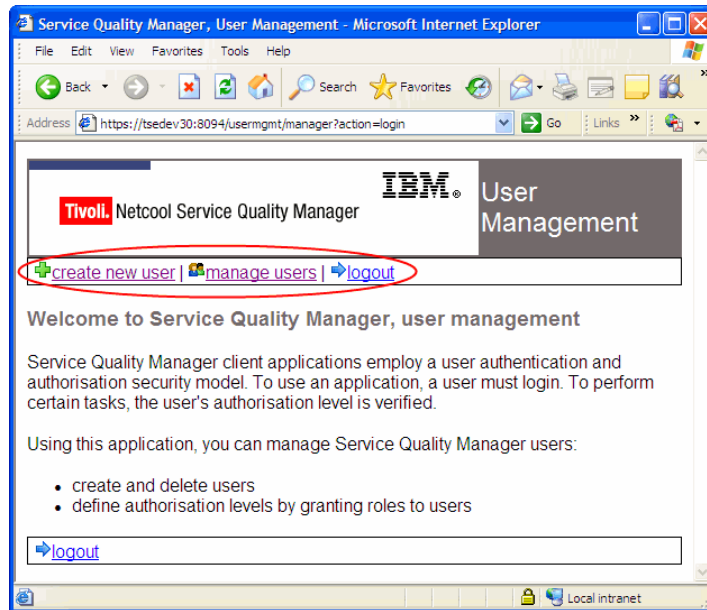 Service Quality Manager, User Management - Microsoft Internet Explorer
File Edit View Favorites Tools Help
Back Search Favorites
Address https://tsedev30:8094/usermgmt/manager?action=login Go Links
IBM®
User
Tivoli. Netcool Service Quality Manager
Management
create new user | manage users | logout
Welcome to Service Quality Manager, user management
Service Quality Manager client applications employ a user authentication and
authorisation security model. To use an application, a user must login. To perform
certain tasks, the user's authorisation level is verified.
Using this application, you can manage Service Quality Manager users:
• create and delete users
• define authorisation levels by granting roles to users
logout
Local intranet